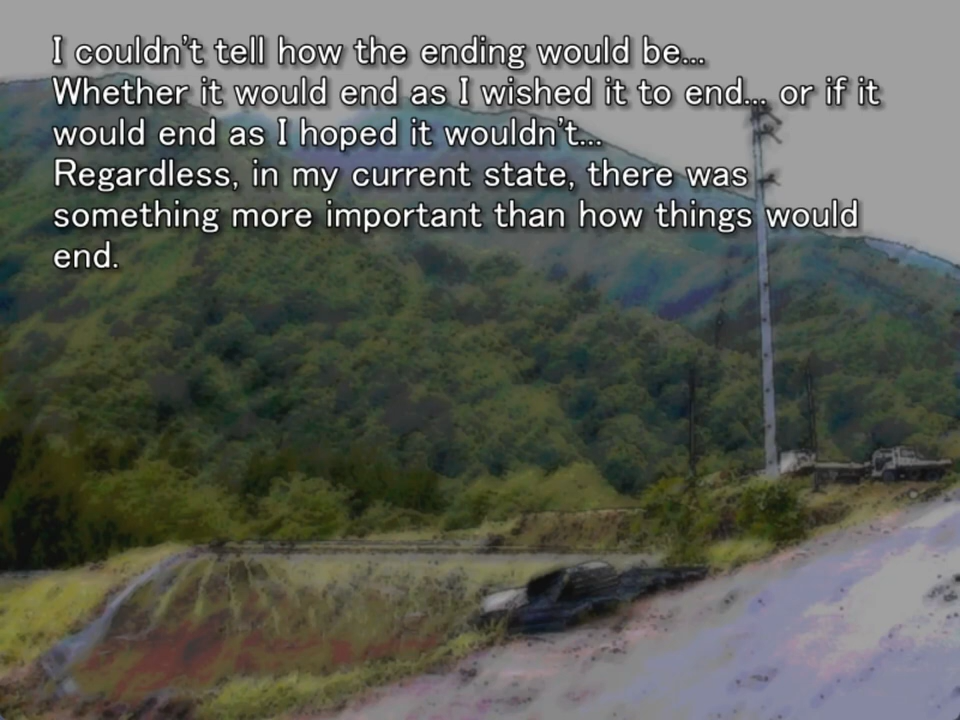 I couldn't tell how the ending would be...
Whether it would end as I wished it to end... or if it
would end as I hoped it wouldn't...
Regardless, in my current state, there was
something more important than how things would
end.